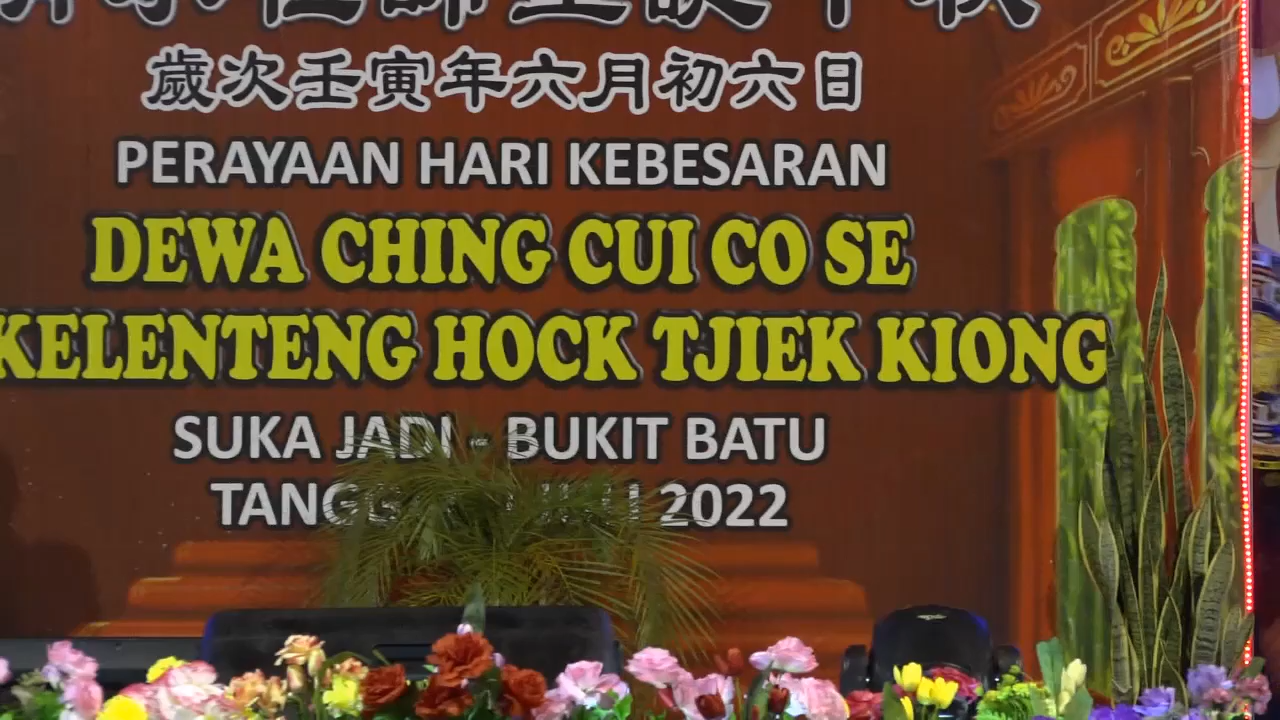 歲次壬寅年六月初六日
PERAYAAN HARI KEBESARAN
DEWA CHING CUI CO SE
KELENTENG HOCK TJIEK KIONG
SUKA JADI - BUKIT BATU
2022